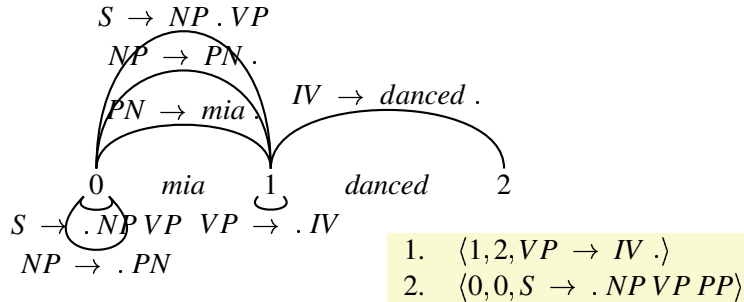 S → NP . VP
NP → PN .
PN → mia .
IV → danced .
0 mia 1 danced 2
S → . NP VP VP → . IV
NP → . PN
1. ⟨1,2,VP → IV .⟩
2. ⟨0,0,S → . NP VP PP⟩